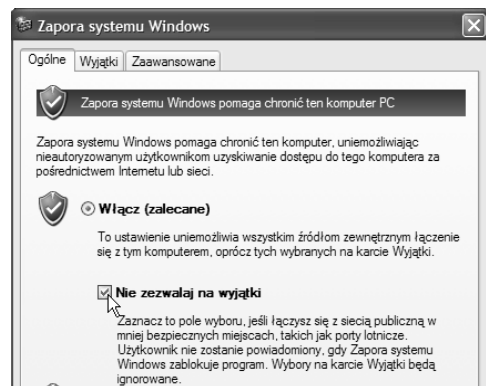 Zapora systemu Windows
Ogólne Wyjątki Zaawansowane
Zapora systemu Windows pomaga chronić ten komputer PC
Zapora systemu Windows pomaga chronić ten komputer, uniemożliwiając
nieautoryzowanym użytkownikom uzyskiwanie dostępu do tego komputera za
pośrednictwem Internetu lub sieci.
Włącz (zalecane)
To ustawienie uniemożliwia wszystkim źródłom zewnętrznym łączenie
się z tym komputerem, oprócz tych wybranych na karcie Wyjątki.
Nie zezwalaj na wyjątki
Zaznacz to pole wyboru, jeśli łączysz się z siecią publiczną w
mniej bezpiecznych miejscach, takich jak porty lotnicze.
Użytkownik nie zostanie powiadomiony, gdy Zapora systemu
Windows zablokuje program. Wybory na karcie Wyjątki będą
ignorowane.